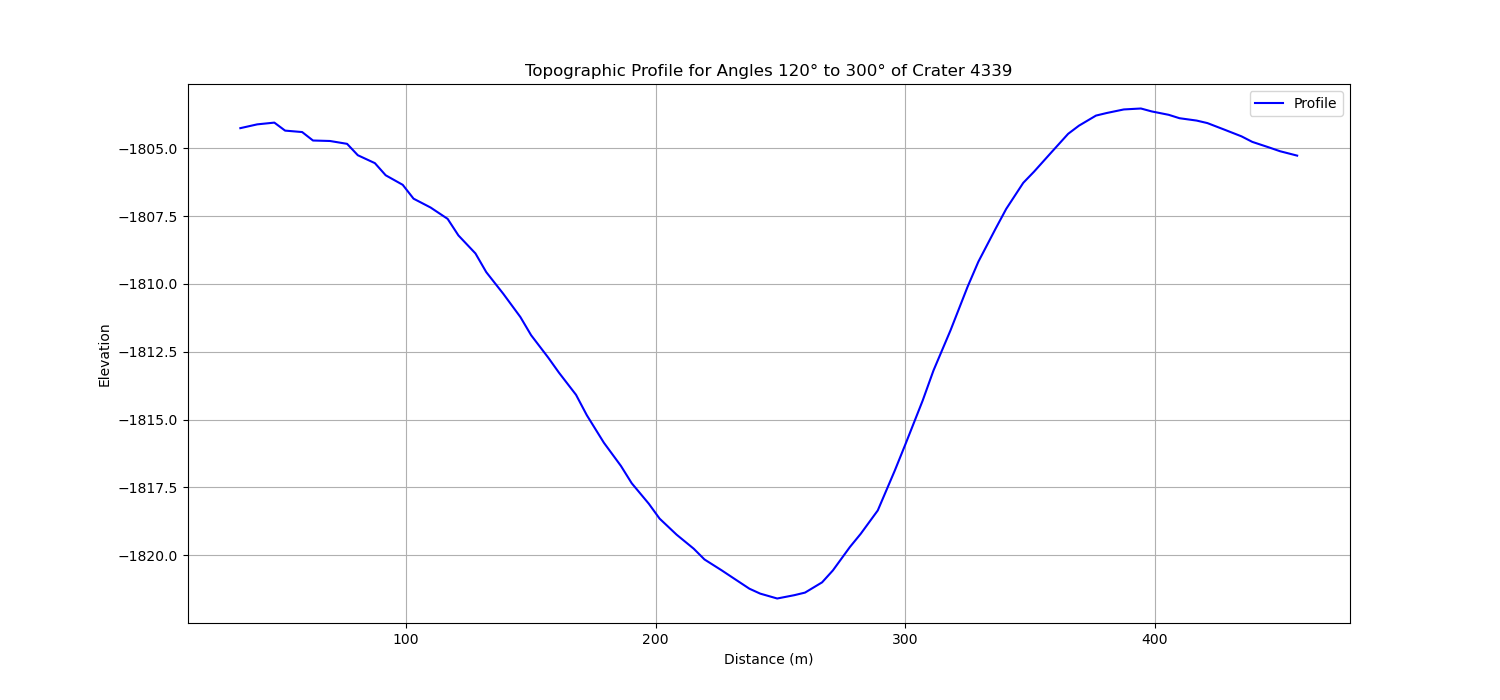 Topographic Profile for Angles 120° to 300° of Crater 4339
Profile
−1805.0
−1807.5
−1810.0
−1812.5
−1815.0
−1817.5
−1820.0
Elevation
100 200 300 400
Distance (m)